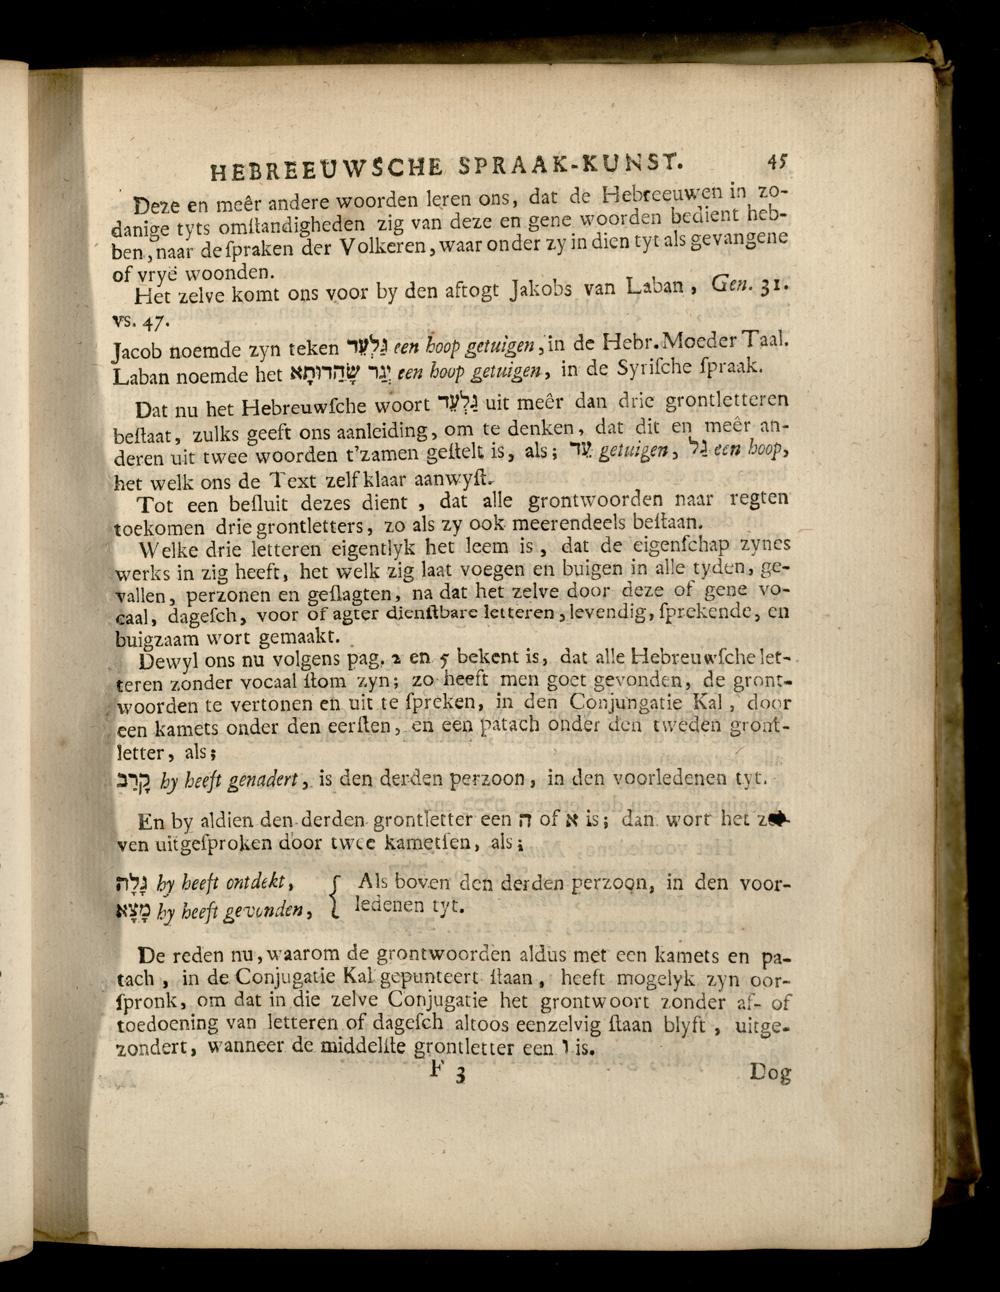 HEBREEUWSCHE SPRAAK-KUNST. 45
Deze en meêr andere woorden leren ons, dat de Hebreeuwen in zo-
danige tyts omſtandigheden zig van deze en gene woorden bedient heb-
ben, naar de ſpraken der Volkeren, waar onder zy in dien tyt als gevangene
of vryë woonden.
Het zelve komt ons voor by den aftogt Jakobs van Laban, Gen. 31.
vs. 47.
Jacob noemde zyn teken גַּלְעֵד een hoop getuigen, in de Hebr. Moeder Taal.
Laban noemde het יְגַר שָׂהֲדוּתָא een hoop getuigen, in de Syriſche ſpraak.
Dat nu het Hebreuwſche woort גַּלְעֵד uit meêr dan drie grontletteren
beſtaat, zulks geeft ons aanleiding, om te denken, dat dit en meêr an-
deren uit twee woorden t'zamen geſtelt is, als; עֵד getuigen, גַּל een hoop,
het welk ons de Text zelf klaar aanwyſt.
Tot een beſluit dezes dient, dat alle grontwoorden naar regten
toekomen drie grontletters, zo als zy ook meerendeels beſtaan.
Welke drie letteren eigentlyk het leem is, dat de eigenſchap zynes
werks in zig heeft, het welk zig laat voegen en buigen in alle tyden, ge-
vallen, perzonen en geſlagten, na dat het zelve door deze of gene vo-
caal, dageſch, voor of agter dienſtbare letteren, levendig, ſprekende, en
buigzaam wort gemaakt.
Dewyl ons nu volgens pag. 2 en 5 bekent is, dat alle Hebreuwſche let-
teren zonder vocaal ſtom zyn; zo heeft men goet gevonden, de gront-
woorden te vertonen en uit te ſpreken, in den Conjungatie Kal, door
een kamets onder den eerſten, en een patach onder den tweden gront-
letter, als;
קָרַב hy heeft genadert, is den derden perzoon, in den voorledenen tyt.
En by aldien den derden grontletter een ה of א is; dan wort het
ven uitgeſproken door twee kametſen, als;
גָּלָה hy heeft ontdekt, { Als boven den derden perzoon, in den voor-
מָצָא hy heeft gevonden, { ledenen tyt.
De reden nu, waarom de grontwoorden aldus met een kamets en pa-
tach, in de Conjugatie Kal gepunteert ſtaan, heeft mogelyk zyn oor-
ſpronk, om dat in die zelve Conjugatie het grontwoort zonder af- of
toedoening van letteren of dageſch altoos eenzelvig ſtaan blyft, uitge-
zondert, wanneer de middelſte grontletter een ו is.
F 3 Dog